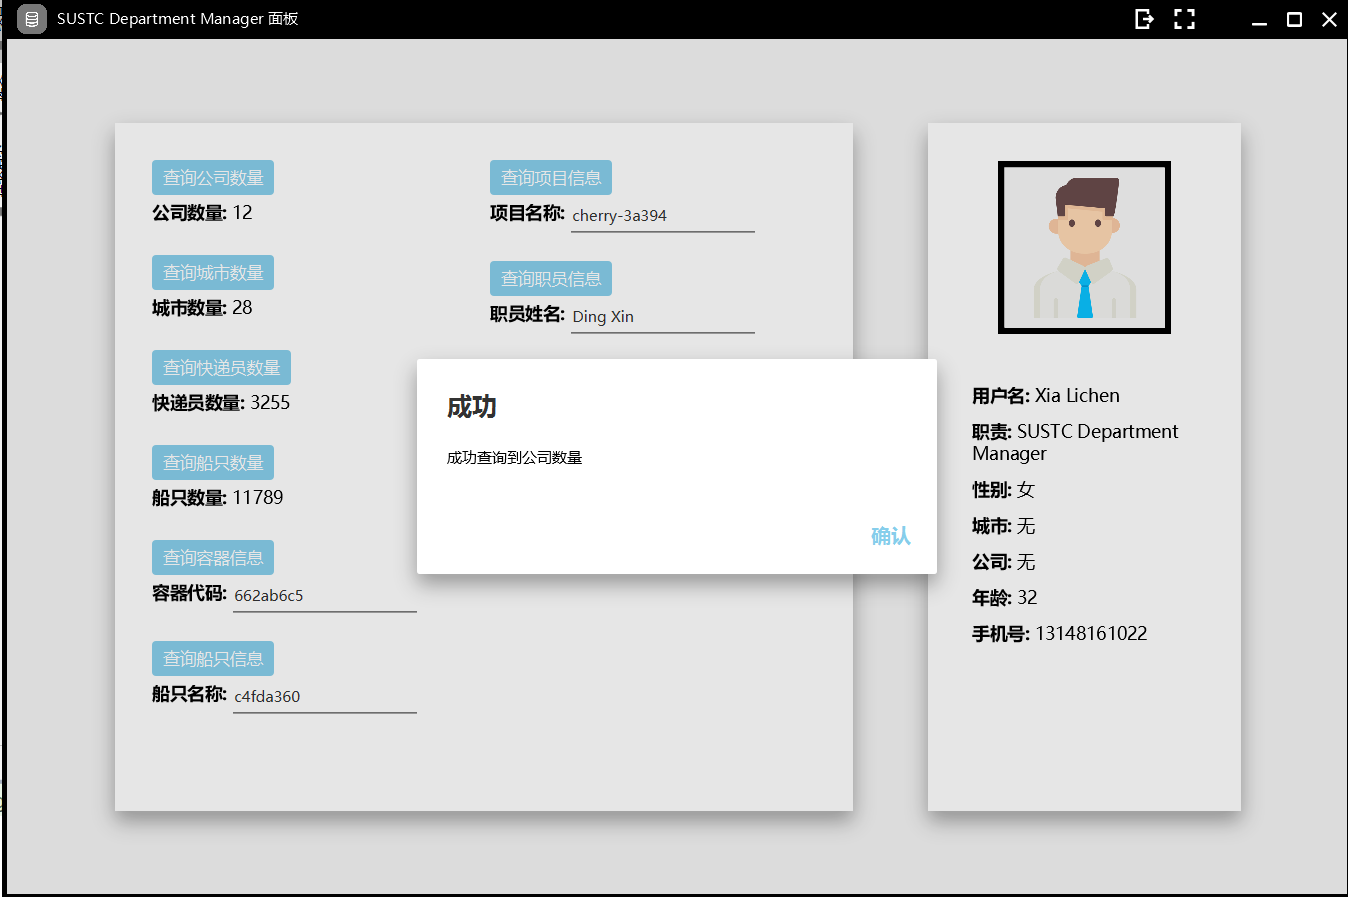 SUSTC Department Manager 面板
查询公司数量
公司数量: 12
查询城市数量
城市数量: 28
查询快递员数量
快递员数量: 3255
查询船只数量
船只数量: 11789
查询容器信息
容器代码: 662ab6c5
查询船只信息
船只名称: c4fda360
查询项目信息
项目名称: cherry-3a394
查询职员信息
职员姓名: Ding Xin
成功
成功查询到公司数量
确认
用户名: Xia Lichen
职责: SUSTC Department
Manager
性别: 女
城市: 无
公司: 无
年龄: 32
手机号: 13148161022